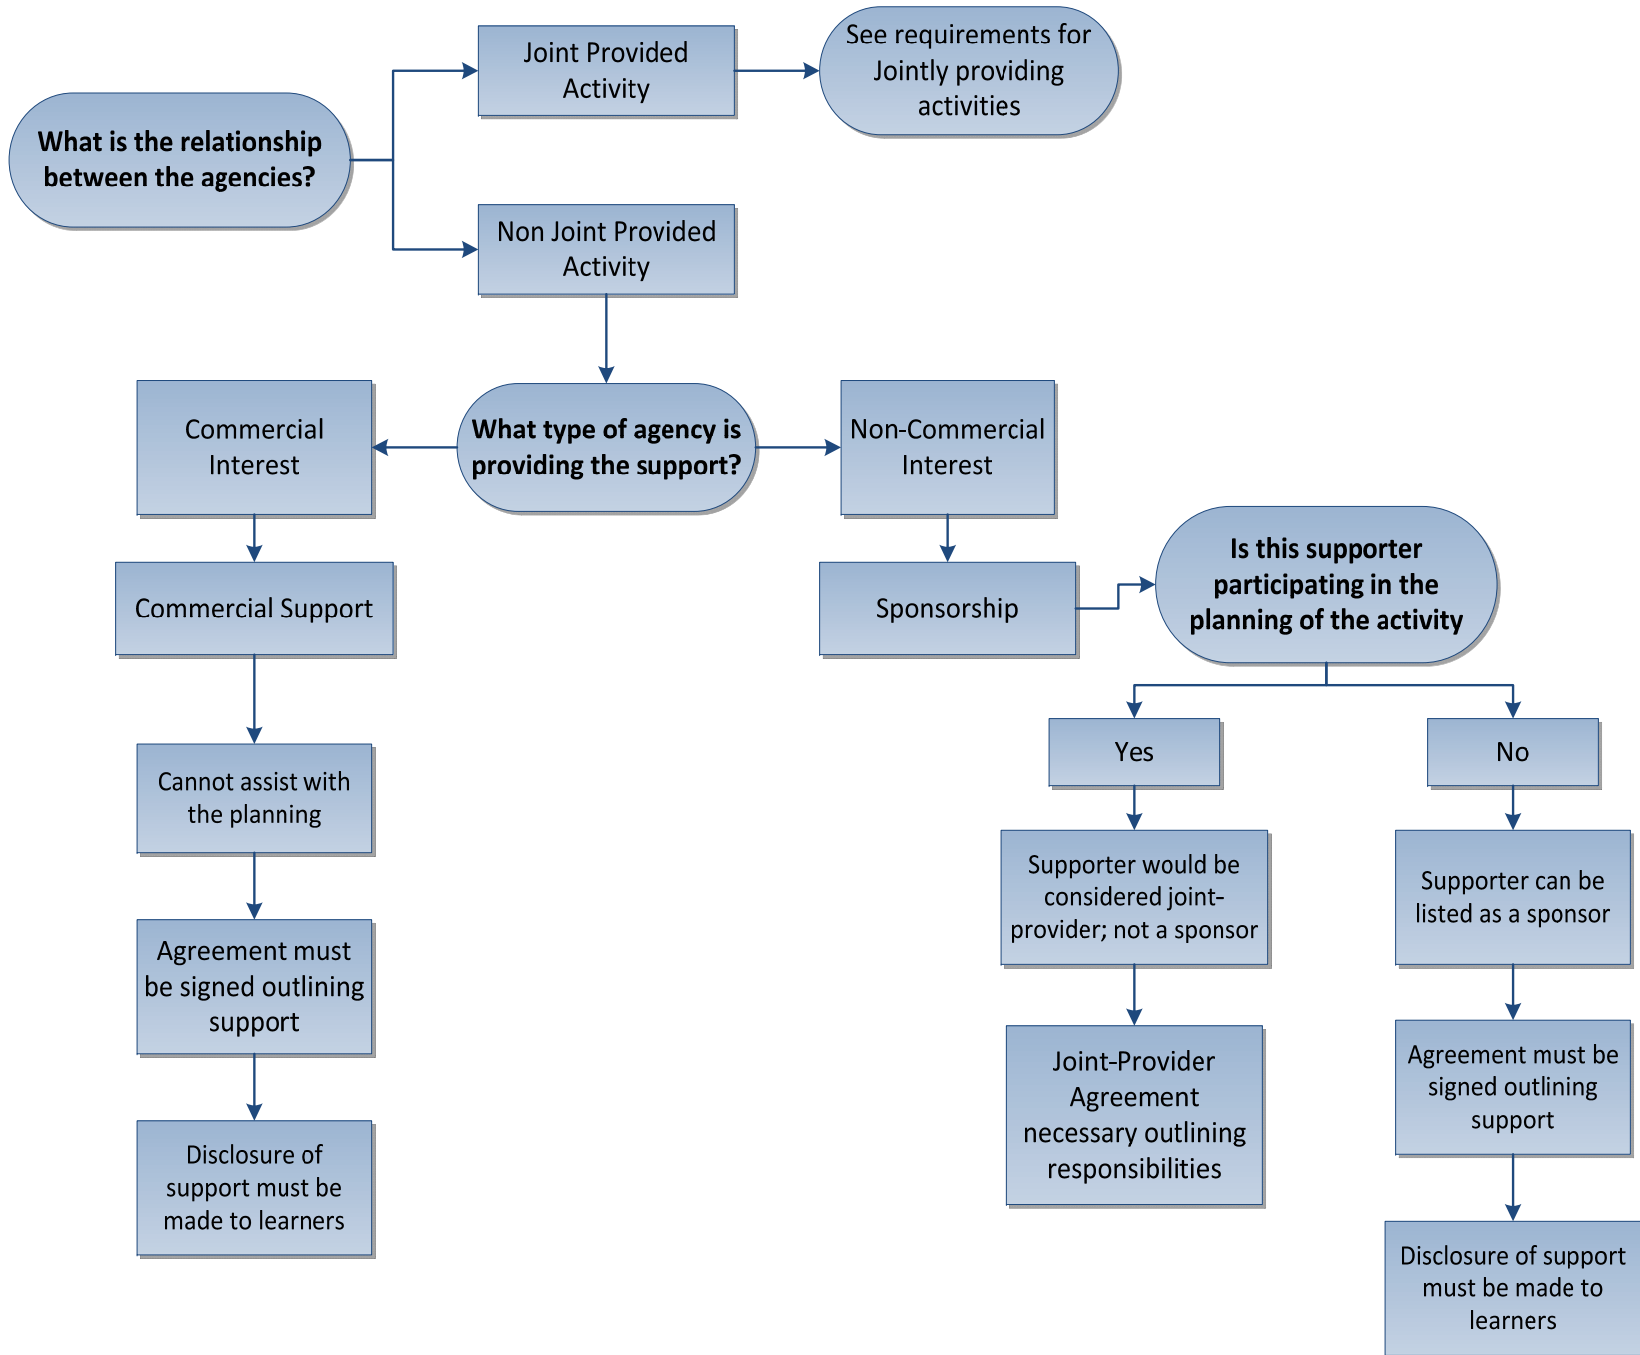 Joint Provided
Activity
See requirements for
Jointly providing
activities
What is the relationship
between the agencies?
Non Joint Provided
Activity
Commercial
Interest
What type of agency is
providing the support?
Non-Commercial
Interest
Commercial Support
Sponsorship
Is this supporter
participating in the
planning of the activity
Yes
No
Cannot assist with
the planning
Supporter would be
considered joint-
provider; not a sponsor
Supporter can be
listed as a sponsor
Agreement must
be signed outlining
support
Joint-Provider
Agreement
necessary outlining
responsibilities
Agreement must be
signed outlining
support
Disclosure of
support must be
made to learners
Disclosure of support
must be made to
learners